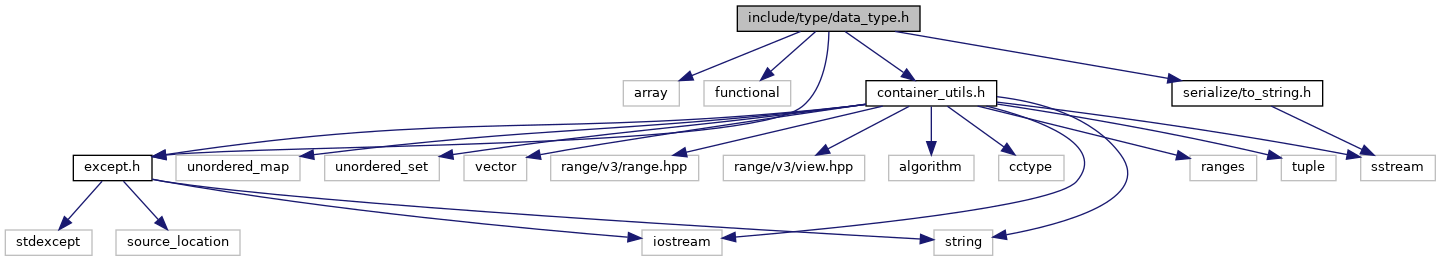 include/type/data_type.h
array
functional
container_utils.h
serialize/to_string.h
except.h
unordered_map
unordered_set
vector
range/v3/range.hpp
range/v3/view.hpp
algorithm
cctype
ranges
tuple
sstream
stdexcept
source_location
iostream
string